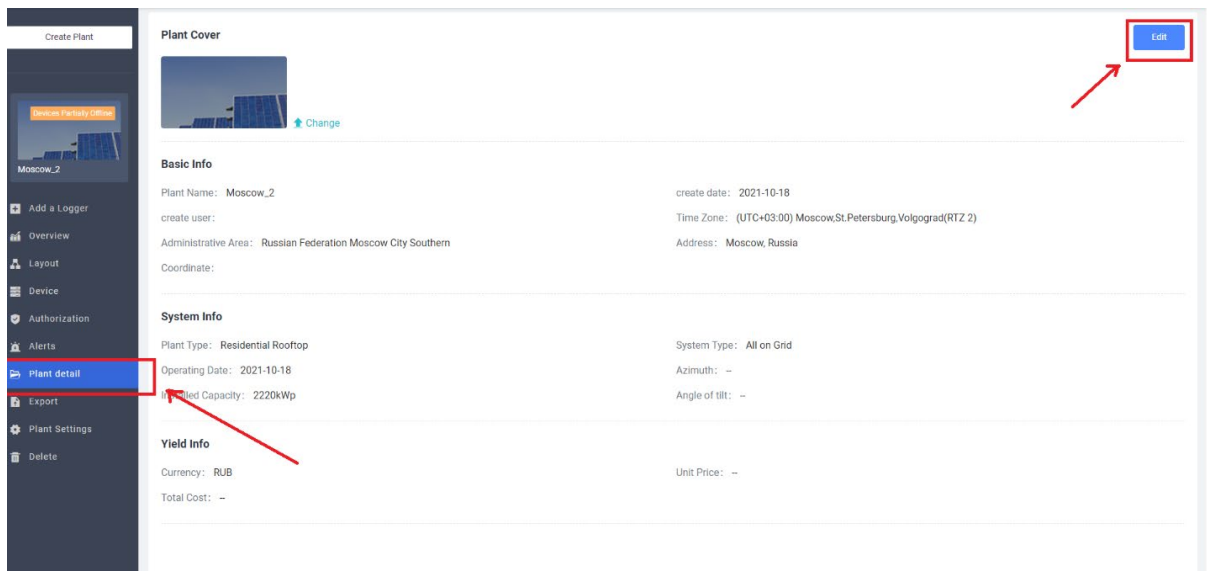 Create Plant
Devices Partially Offline
Moscow_2
Add a Logger
Overview
Layout
Device
Authorization
Alerts
Plant detail
Export
Plant Settings
Delete
Plant Cover
Edit
Change
Basic Info
Plant Name: Moscow_2
create date: 2021-10-18
create user:
Time Zone: (UTC+03:00) Moscow,St.Petersburg,Volgograd(RTZ 2)
Administrative Area: Russian Federation Moscow City Southern
Address: Moscow, Russia
Coordinate:
System Info
Plant Type: Residential Rooftop
System Type: All on Grid
Operating Date: 2021-10-18
Azimuth: --
Installed Capacity: 2220kWp
Angle of tilt: --
Yield Info
Currency: RUB
Unit Price: --
Total Cost: --